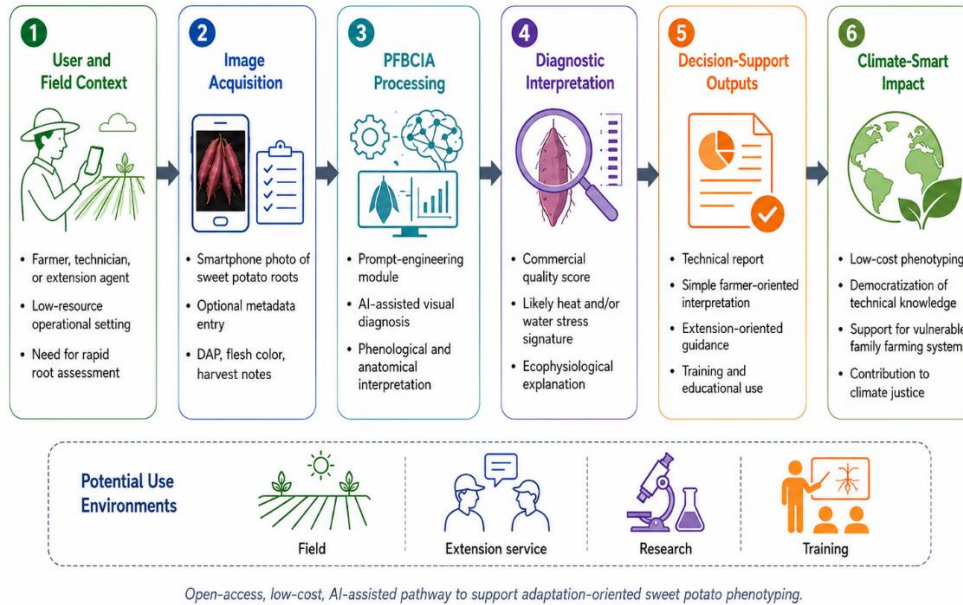 1
User and
Field Context
• Farmer, technician,
or extension agent
• Low-resource
operational setting
• Need for rapid
root assessment
2
Image
Acquisition
• Smartphone photo of
sweet potato roots
• Optional metadata
entry
• DAP, flesh color,
harvest notes
3
PFBCIA
Processing
• Prompt-engineering
module
• AI-assisted visual
diagnosis
• Phenological and
anatomical
interpretation
4
Diagnostic
Interpretation
• Commercial
quality score
• Likely heat and/or
water stress
signature
• Ecophysiological
explanation
5
Decision-Support
Outputs
• Technical report
• Simple farmer-oriented
interpretation
• Extension-oriented
guidance
• Training and
educational use
6
Climate-Smart
Impact
• Low-cost phenotyping
• Democratization of
technical knowledge
• Support for vulnerable
family farming systems
• Contribution to
climate justice
Potential Use
Environments
Field
Extension service
Research
Training
Open-access, low-cost, AI-assisted pathway to support adaptation-oriented sweet potato phenotyping.